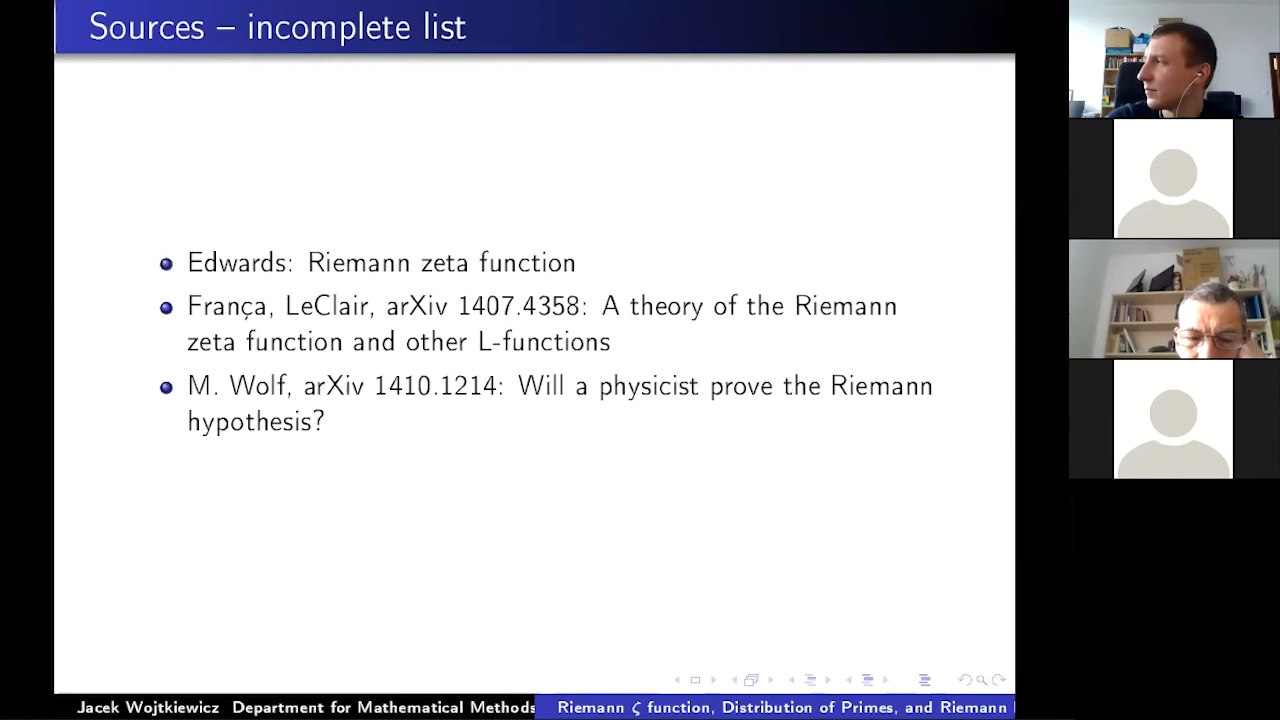 Sources – incomplete list
Edwards: Riemann zeta function
França, LeClair, arXiv 1407.4358: A theory of the Riemann
zeta function and other L-functions
M. Wolf, arXiv 1410.1214: Will a physicist prove the Riemann
hypothesis?
Jacek Wojtkiewicz Department for Mathematical Methods
Riemann ζ function, Distribution of Primes, and Riemann